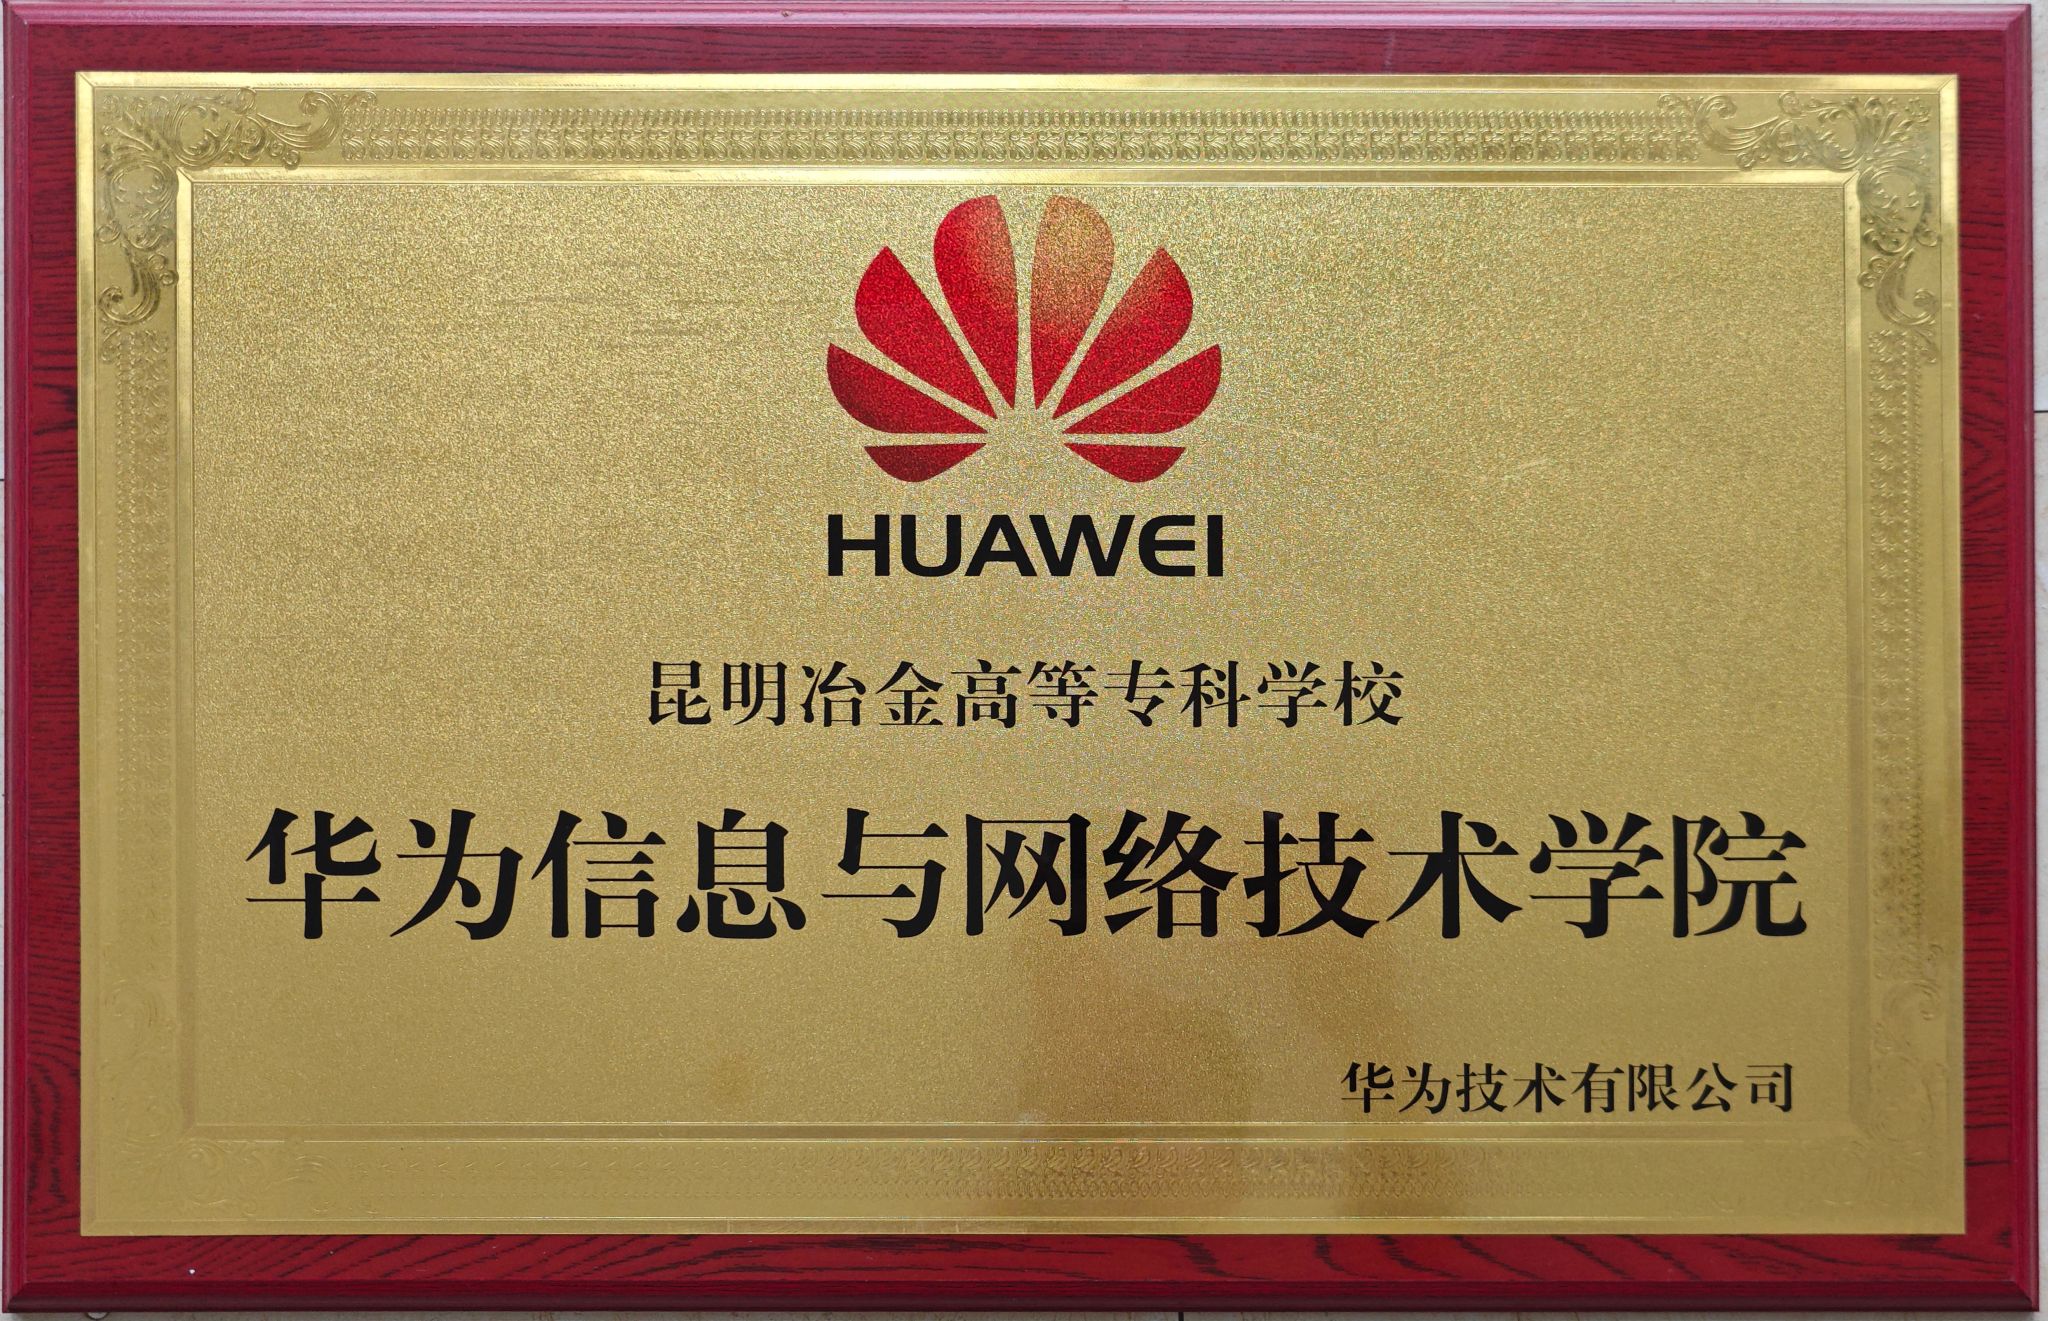 HUAWEI
昆明冶金高等专科学校
华为信息与网络技术学院
华为技术有限公司